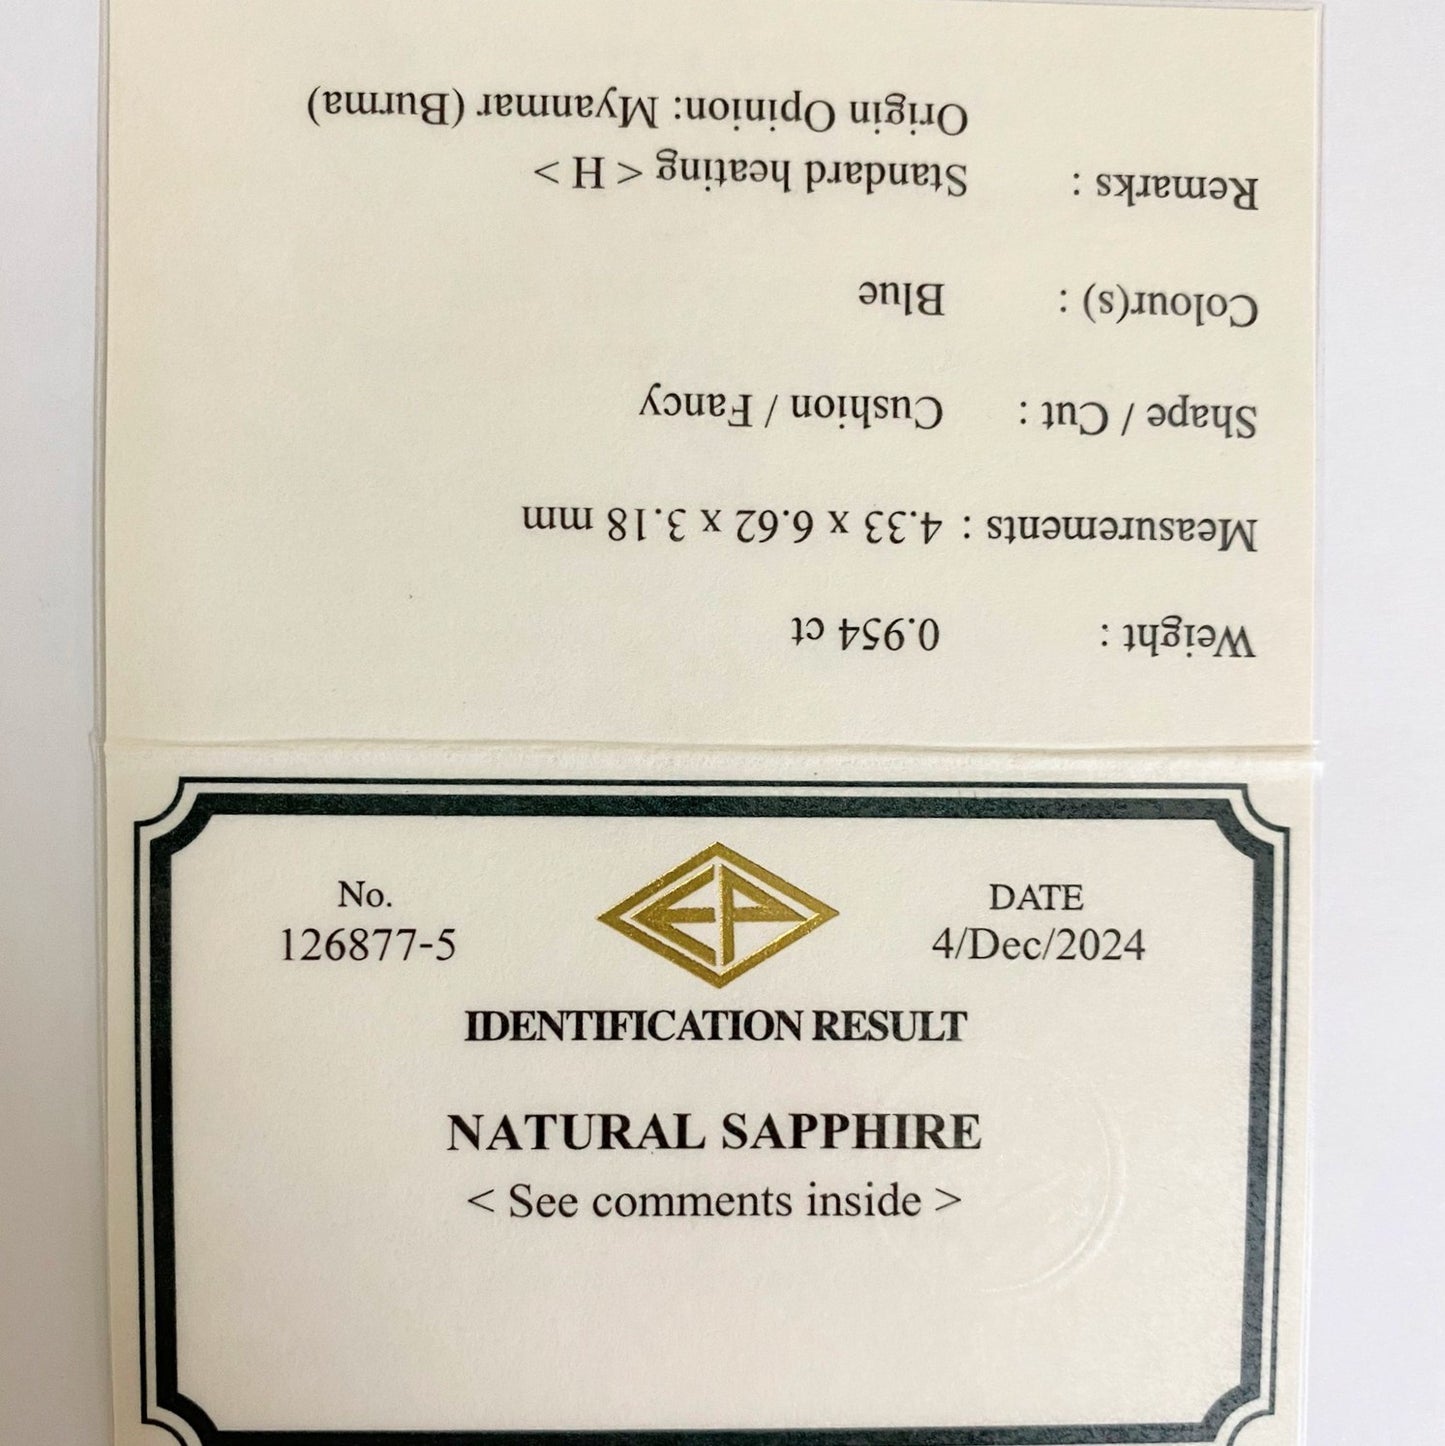 Weight : 0.954 ct
Measurements : 4.33 x 6.62 x 3.18 mm
Shape / Cut : Cushion / Fancy
Colour(s) : Blue
Remarks : Standard heating < H >
Origin Opinion: Myanmar (Burma)
No.
126877-5
EP
DATE
4/Dec/2024
IDENTIFICATION RESULT
NATURAL SAPPHIRE
< See comments inside >